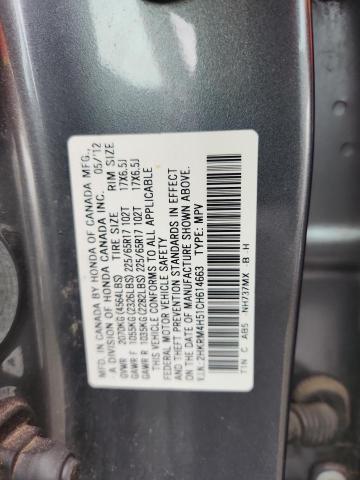 MFD. IN CANADA BY HONDA OF CANADA MFG.,
A DIVISION OF HONDA CANADA INC. 05/12
TIRE SIZE RIM SIZE
GVWR 2070KG(4564LBS)
GAWR F 1055KG(2326LBS) 225/65R17 102T 17X6.5J
GAWR R 1035KG(2282LBS) 225/65R17 102T 17X6.5J
THIS VEHICLE CONFORMS TO ALL APPLICABLE
FEDERAL MOTOR VEHICLE SAFETY
AND THEFT PREVENTION STANDARDS IN EFFECT
ON THE DATE OF MANUFACTURE SHOWN ABOVE.
V.I.N.: 2HKRM4H51CH614663 TYPE: MPV
TIN C AB5 NH737MX B H